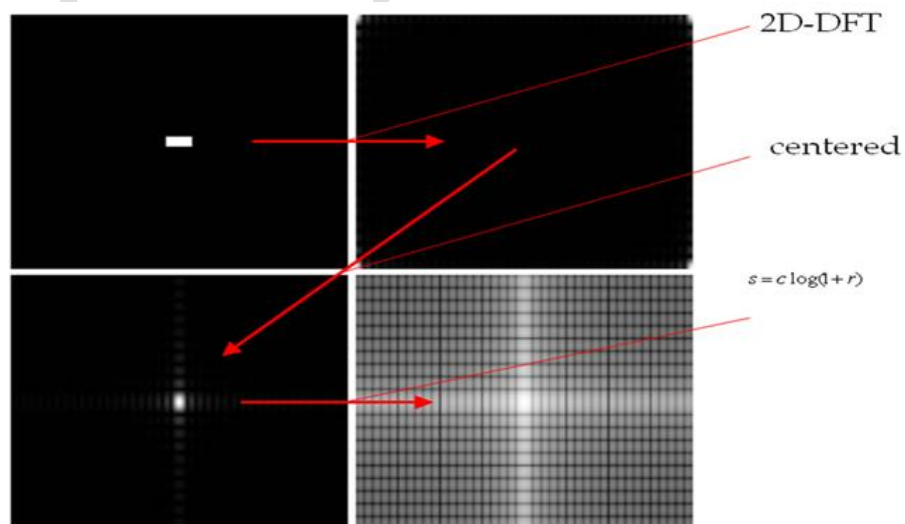 2D-DFT
centered
s = c log(1 + r)